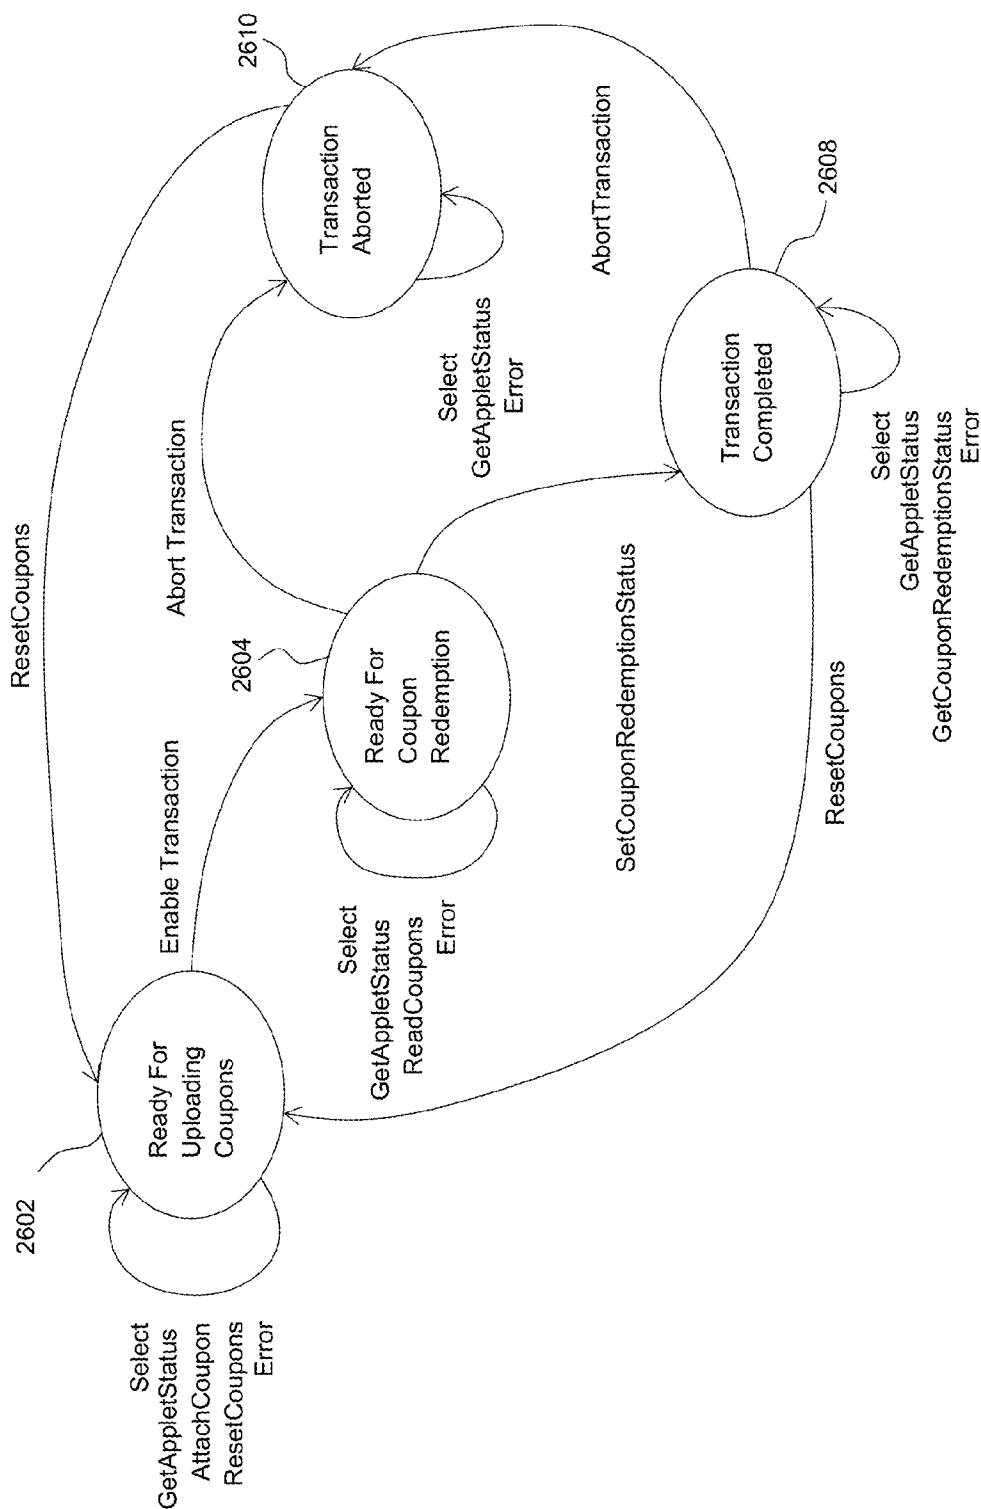 2602
Select
GetAppletStatus
AttachCoupon
ResetCoupons
Error
Ready For
Uploading
Coupons
ResetCoupons
Enable Transaction
Select
GetAppletStatus
ReadCoupons
Error
2604
Ready For
Coupon
Redemption
Abort Transaction
SetCouponRedemptionStatus
ResetCoupons
2610
Transaction
Aborted
Select
GetAppletStatus
Error
AbortTransaction
2608
Transaction
Completed
Select
GetAppletStatus
GetCouponRedemptionStatus
Error